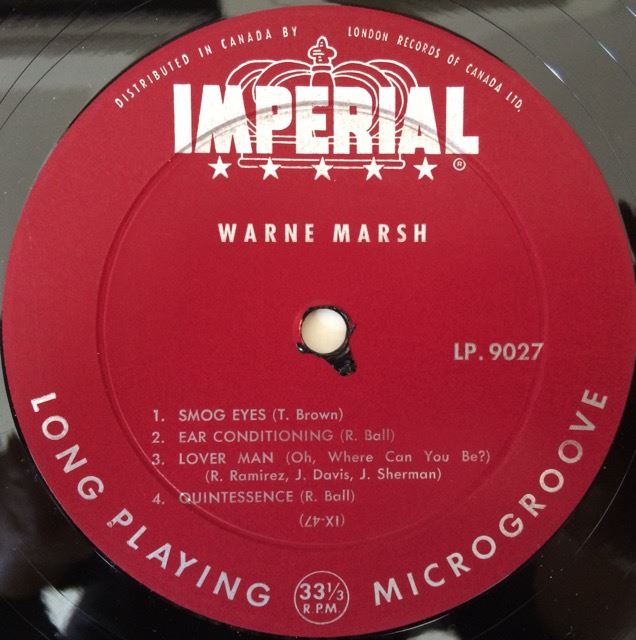 DISTRIBUTED IN CANADA BY LONDON RECORDS OF CANADA LTD.
IMPERIAL
®
WARNE MARSH
LP. 9027
1. SMOG EYES (T. Brown)
2. EAR CONDITIONING (R. Ball)
3. LOVER MAN (Oh, Where Can You Be?)
(R. Ramirez, J. Davis, J. Sherman)
4. QUINTESSENCE (R. Ball)
(IX-47)
LONG PLAYING MICROGROOVE
33⅓
R.P.M.